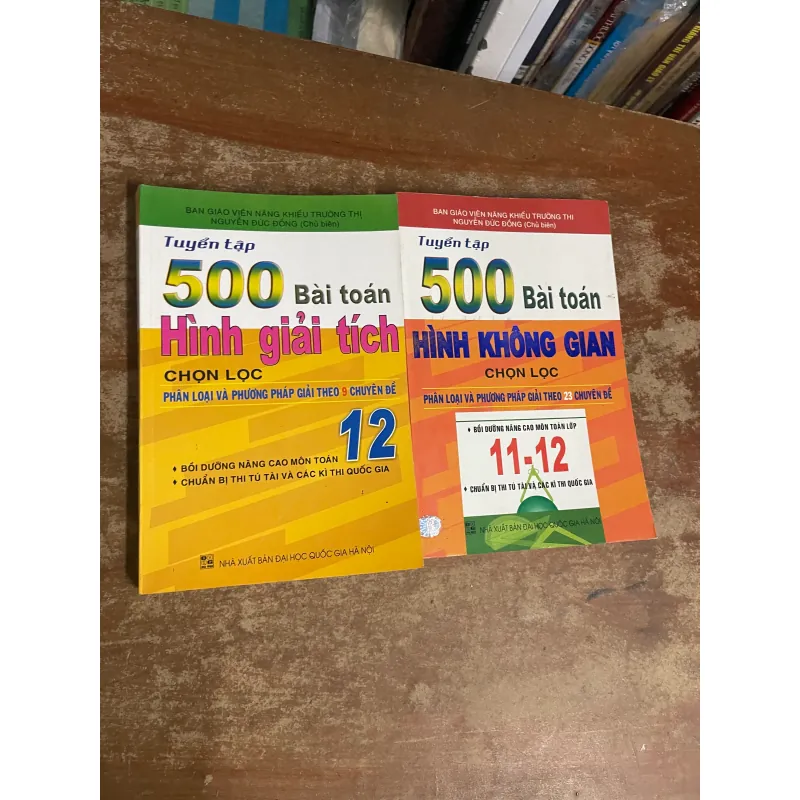 BAN GIÁO VIÊN NĂNG KHIẾU TRƯỜNG THI
NGUYỄN ĐỨC ĐỒNG (Chủ biên)
Tuyển tập
500 Bài toán
Hình giải tích
CHỌN LỌC
PHÂN LOẠI VÀ PHƯƠNG PHÁP GIẢI THEO 9 CHUYÊN ĐỀ
12
♦ BỒI DƯỠNG NÂNG CAO MÔN TOÁN
♦ CHUẨN BỊ THI TÚ TÀI VÀ CÁC KÌ THI QUỐC GIA
NHÀ XUẤT BẢN ĐẠI HỌC QUỐC GIA HÀ NỘI
BAN GIÁO VIÊN NĂNG KHIẾU TRƯỜNG THI
NGUYỄN ĐỨC ĐỒNG (Chủ biên)
Tuyển tập
500 Bài toán
HÌNH KHÔNG GIAN
CHỌN LỌC
PHÂN LOẠI VÀ PHƯƠNG PHÁP GIẢI THEO 23 CHUYÊN ĐỀ
♦ BỒI DƯỠNG NÂNG CAO MÔN TOÁN LỚP
11-12
♦ CHUẨN BỊ THI TÚ TÀI VÀ CÁC KÌ THI QUỐC GIA
NHÀ XUẤT BẢN ĐẠI HỌC QUỐC GIA HÀ NỘI